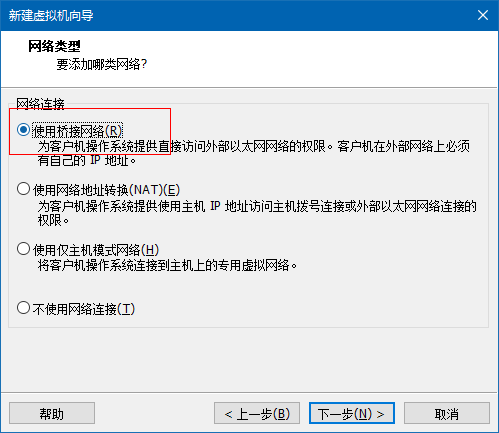 新建虚拟机向导
网络类型
要添加哪类网络?
网络连接
使用桥接网络(R)
为客户机操作系统提供直接访问外部以太网网络的权限。客户机在外部网络上必须
有自己的 IP 地址。
使用网络地址转换(NAT)(E)
为客户机操作系统提供使用主机 IP 地址访问主机拨号连接或外部以太网网络连接的
权限。
使用仅主机模式网络(H)
将客户机操作系统连接到主机上的专用虚拟网络。
不使用网络连接(T)
帮助
< 上一步(B)
下一步(N) >
取消